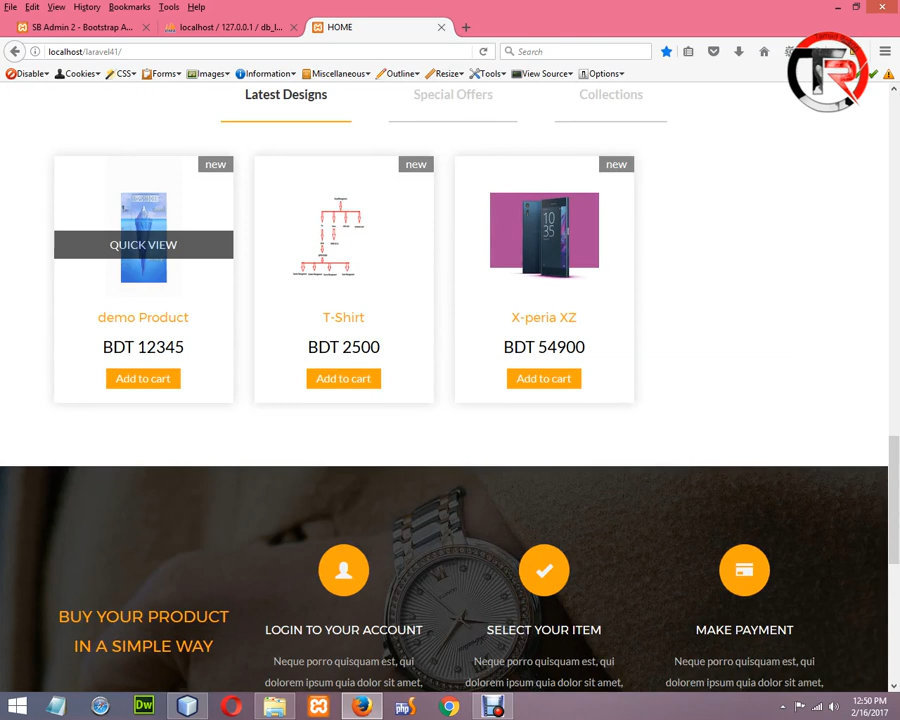 File Edit View History Bookmarks Tools Help
SB Admin 2 - Bootstrap A... localhost / 127.0.0.1 / db_l... HOME
localhost/laravel41/ Search
Disable Cookies CSS Forms Images Information Miscellaneous Outline Resize Tools View Source Options
Latest Designs Special Offers Collections
new new new
QUICK VIEW
10
35
demo Product T-Shirt X-peria XZ
BDT 12345 BDT 2500 BDT 54900
Add to cart Add to cart Add to cart
BUY YOUR PRODUCT
IN A SIMPLE WAY
LOGIN TO YOUR ACCOUNT SELECT YOUR ITEM MAKE PAYMENT
Neque porro quisquam est, qui Neque porro quisquam est, qui Neque porro quisquam est, qui
dolorem ipsum quia dolor sit amet, dolorem ipsum quia dolor sit amet, dolorem ipsum quia dolor sit amet,
Dw php
12:50 PM
2/16/2017